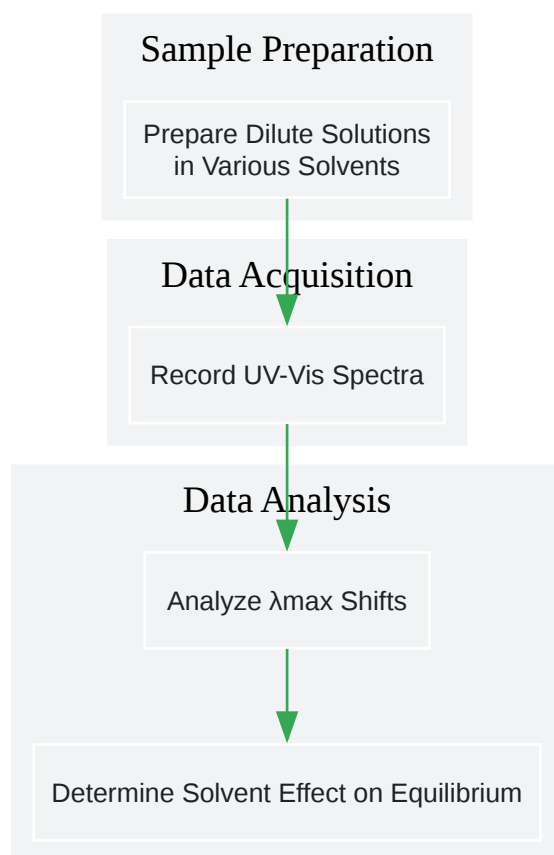 Sample Preparation
Prepare Dilute Solutions
in Various Solvents
Data Acquisition
Record UV-Vis Spectra
Data Analysis
Analyze λmax Shifts
Determine Solvent Effect on Equilibrium